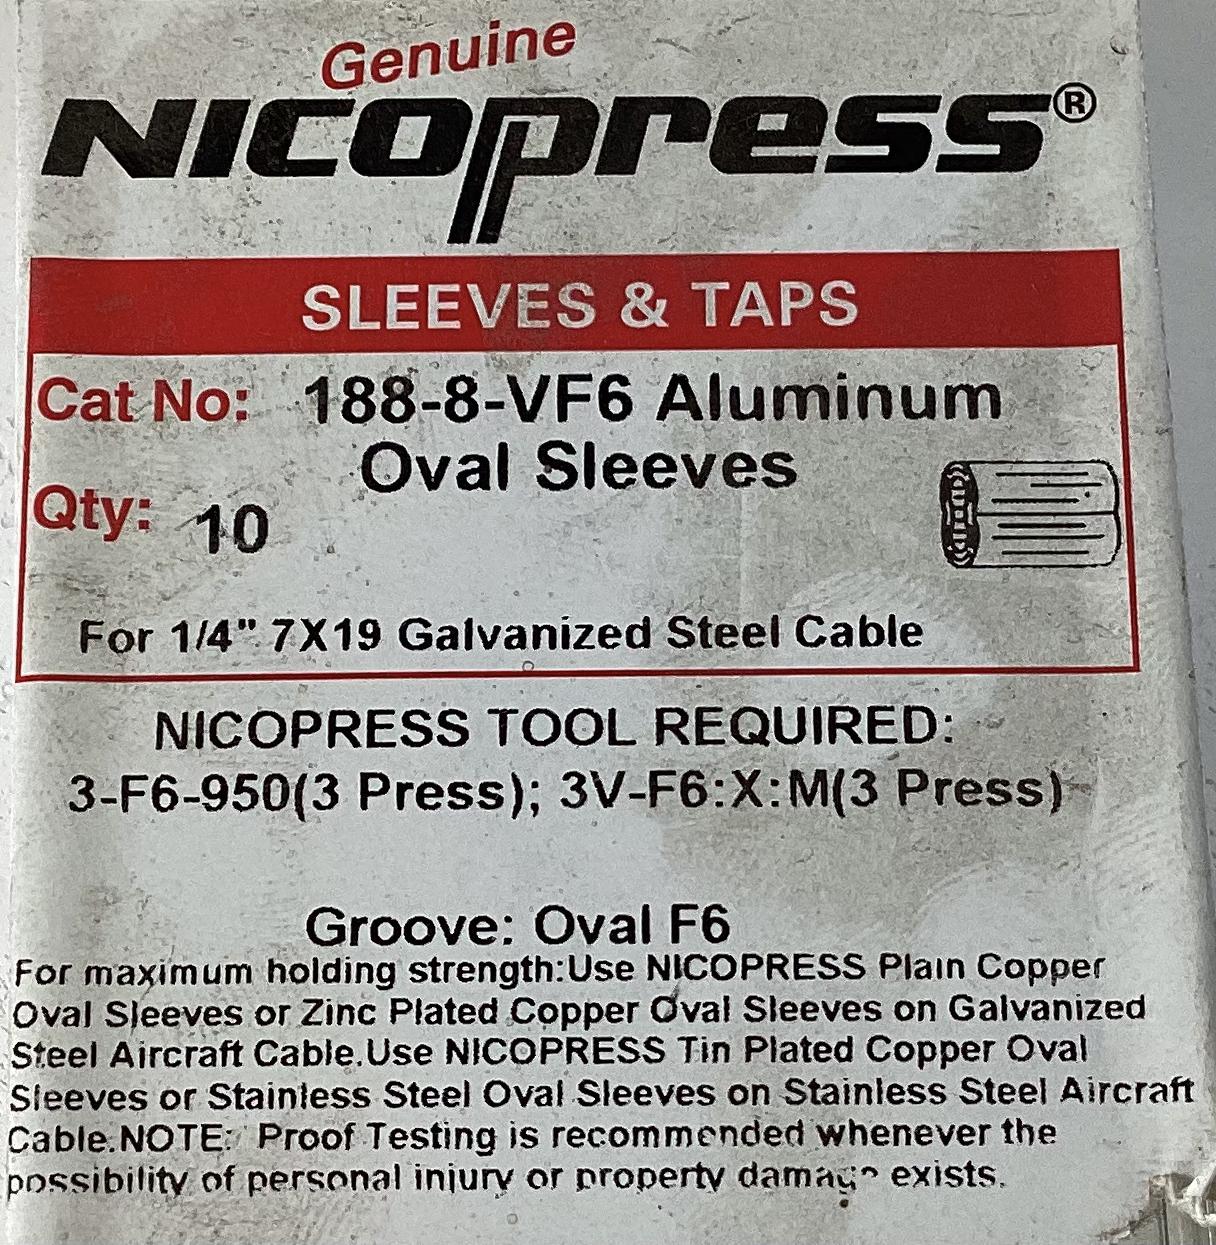 Genuine
NICOPRESS®
SLEEVES & TAPS
Cat No: 188-8-VF6 Aluminum
Oval Sleeves
Qty: 10
For 1/4" 7X19 Galvanized Steel Cable
NICOPRESS TOOL REQUIRED:
3-F6-950(3 Press); 3V-F6:X:M(3 Press)
Groove: Oval F6
For maximum holding strength:Use NICOPRESS Plain Copper
Oval Sleeves or Zinc Plated Copper Oval Sleeves on Galvanized
Steel Aircraft Cable.Use NICOPRESS Tin Plated Copper Oval
Sleeves or Stainless Steel Oval Sleeves on Stainless Steel Aircraft
Cable.NOTE: Proof Testing is recommended whenever the
possibility of personal injury or property damage exists.